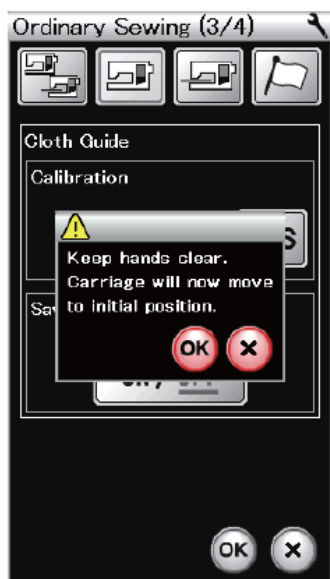 Ordinary Sewing (3/4)
Cloth Guide
Calibration
Keep hands clear.
Carriage will now move
to initial position.
OK
OK